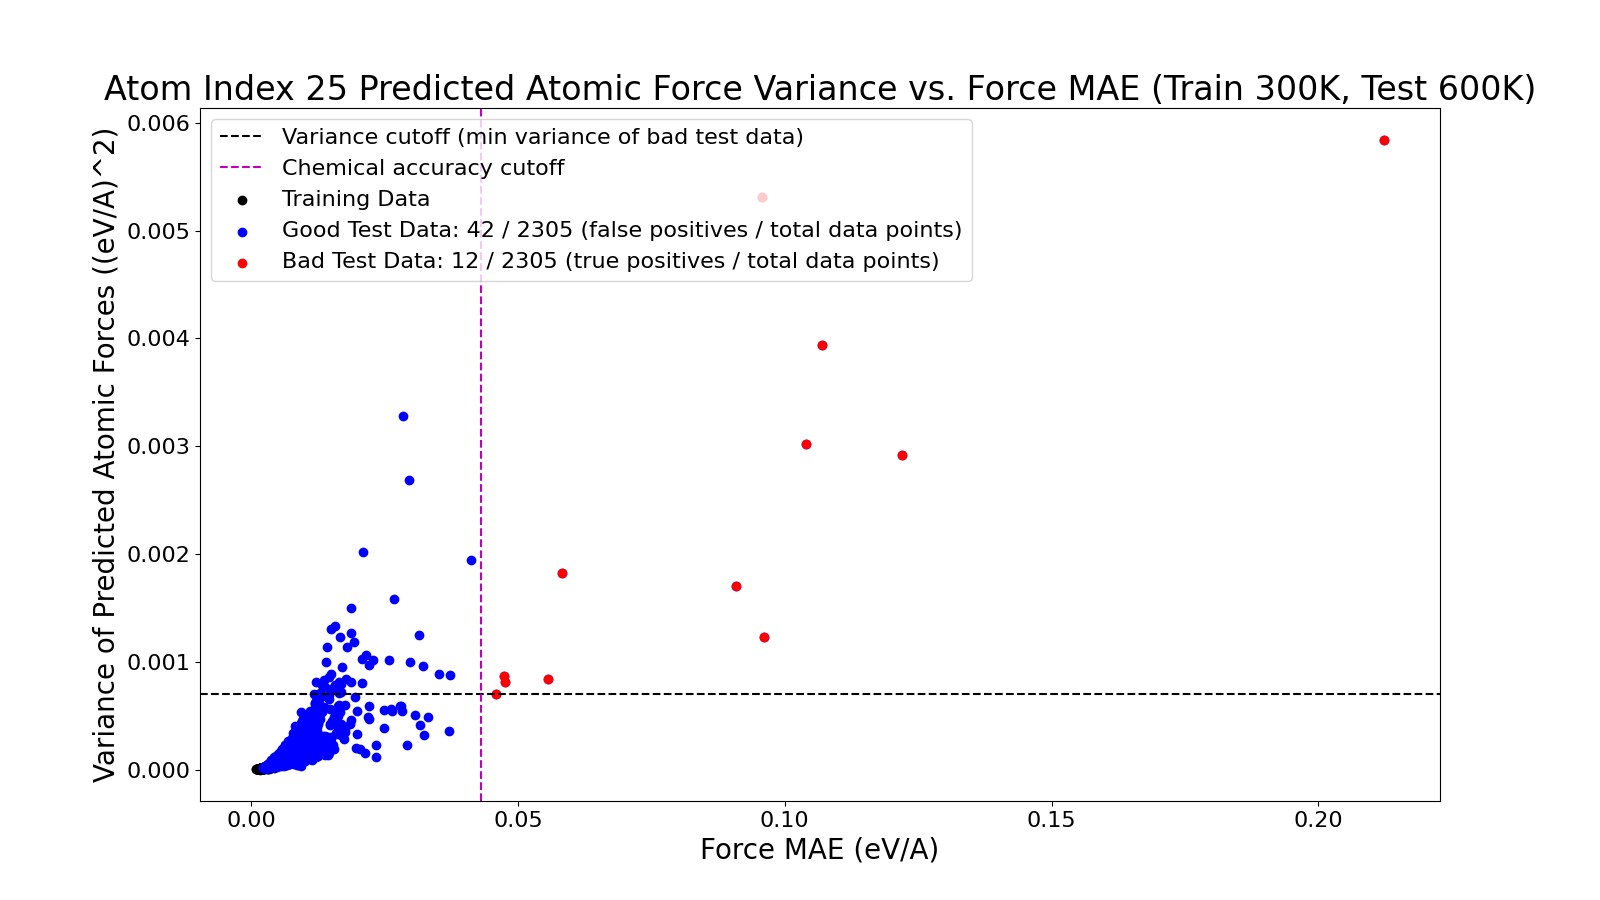 Atom Index 25 Predicted Atomic Force Variance vs. Force MAE (Train 300K, Test 600K)
Variance cutoff (min variance of bad test data)
Chemical accuracy cutoff
Training Data
Good Test Data: 42 / 2305 (false positives / total data points)
Bad Test Data: 12 / 2305 (true positives / total data points)
Variance of Predicted Atomic Forces ((eV/A)^2)
0.006
0.005
0.004
0.003
0.002
0.001
0.000
0.00
0.05
0.10
0.15
0.20
Force MAE (eV/A)